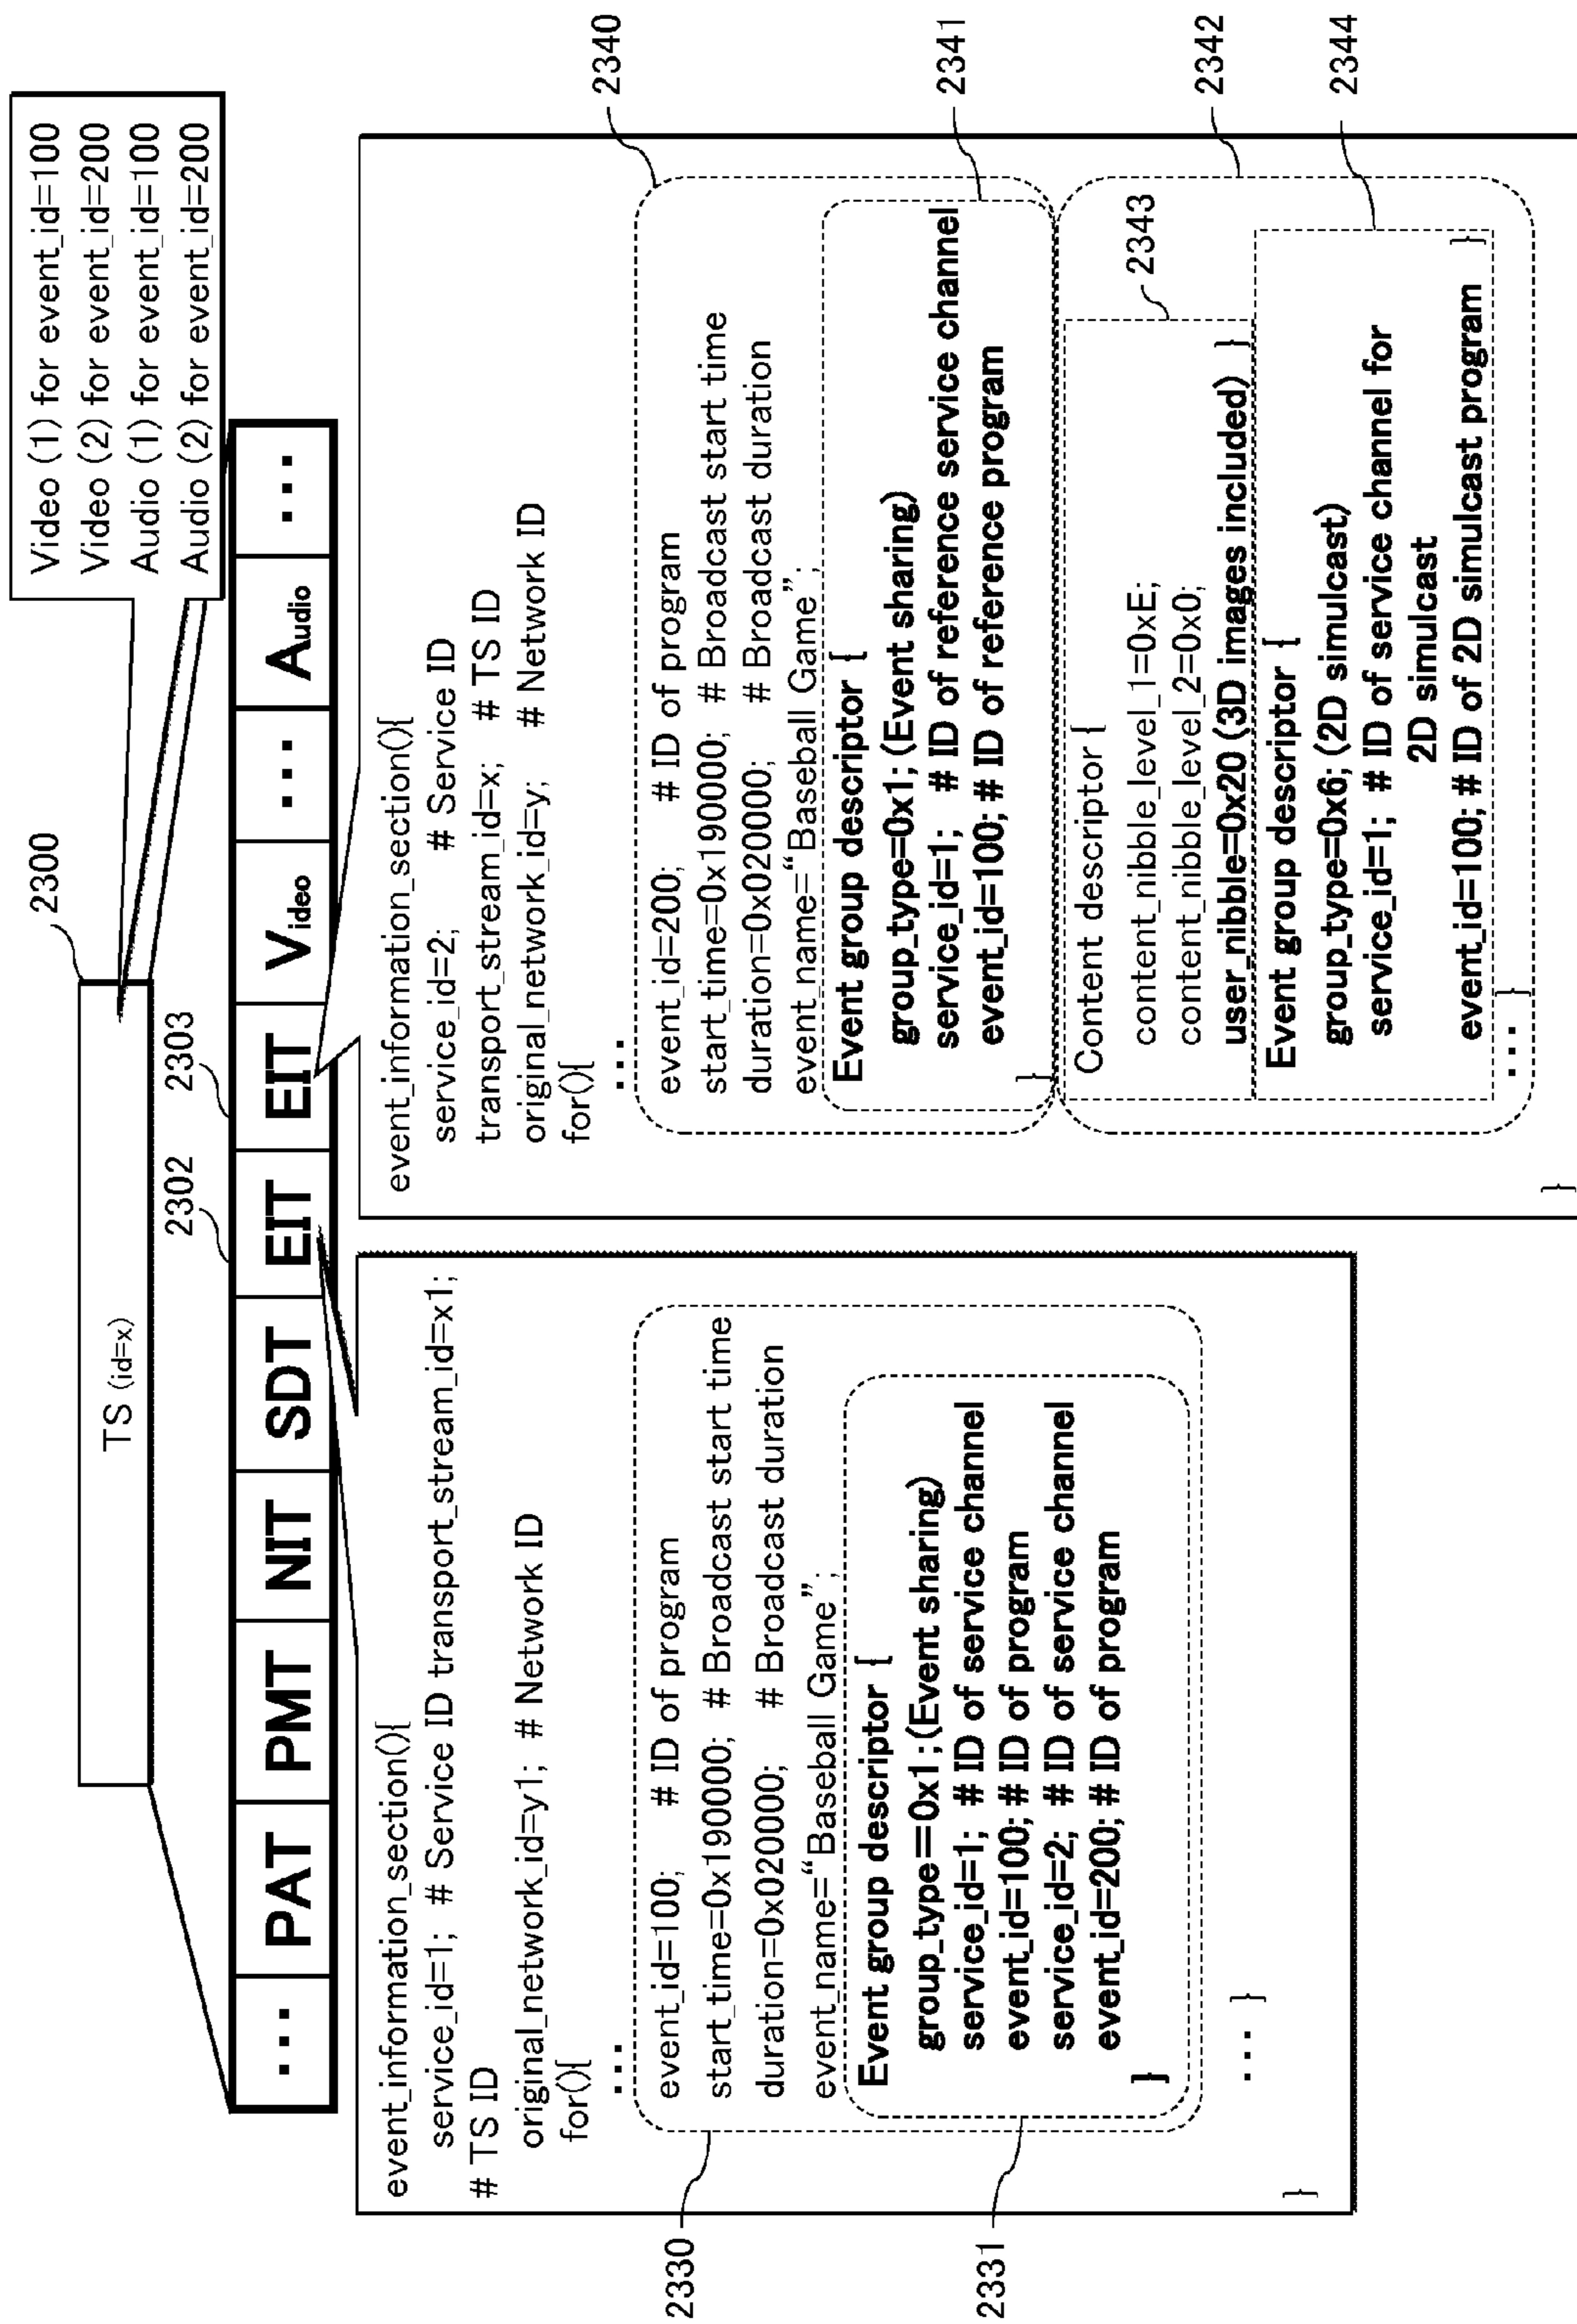 2300
TS (id=x)
Video (1) for event_id=100
Video (2) for event_id=200
Audio (1) for event_id=100
Audio (2) for event_id=200
2302
2303
... PAT PMT NIT SDT EIT EIT Video ... Audio ...
event_information_section(){
service_id=1; # Service ID transport_stream_id=x1;
# TS ID
original_network_id=y1; # Network ID
for(){
...
2330
event_id=100; # ID of program
start_time=0x190000; # Broadcast start time
duration=0x020000; # Broadcast duration
event_name="Baseball Game";
2331
Event group descriptor {
group_type==0x1;(Event sharing)
service_id=1; # ID of service channel
event_id=100; # ID of program
service_id=2; # ID of service channel
event_id=200; # ID of program
}
... }
}
event_information_section(){
service_id=2; # Service ID
transport_stream_id=x; # TS ID
original_network_id=y; # Network ID
for(){
...
2340
event_id=200; # ID of program
start_time=0x190000; # Broadcast start time
duration=0x020000; # Broadcast duration
event_name="Baseball Game";
2341
Event group descriptor {
group_type=0x1; (Event sharing)
service_id=1; # ID of reference service channel
event_id=100; # ID of reference program
}
2342
2343
Content descriptor {
content_nibble_level_1=0xE;
content_nibble_level_2=0x0;
user_nibble=0x20 (3D images included) }
2344
Event group descriptor {
group_type=0x6; (2D simulcast)
service_id=1; # ID of service channel for
2D simulcast
event_id=100; # ID of 2D simulcast program }
... }
}